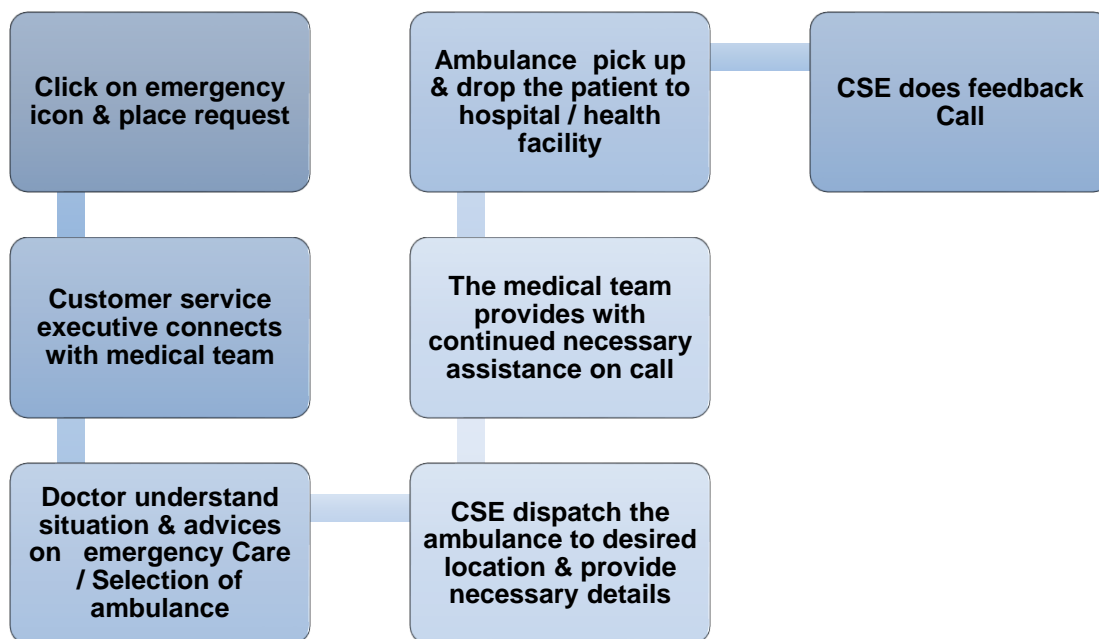 Click on emergency
icon & place request
Customer service
executive connects
with medical team
Doctor understand
situation & advices
on emergency Care
/ Selection of
ambulance
CSE dispatch the
ambulance to desired
location & provide
necessary details
The medical team
provides with
continued necessary
assistance on call
Ambulance pick up
& drop the patient to
hospital / health
facility
CSE does feedback
Call